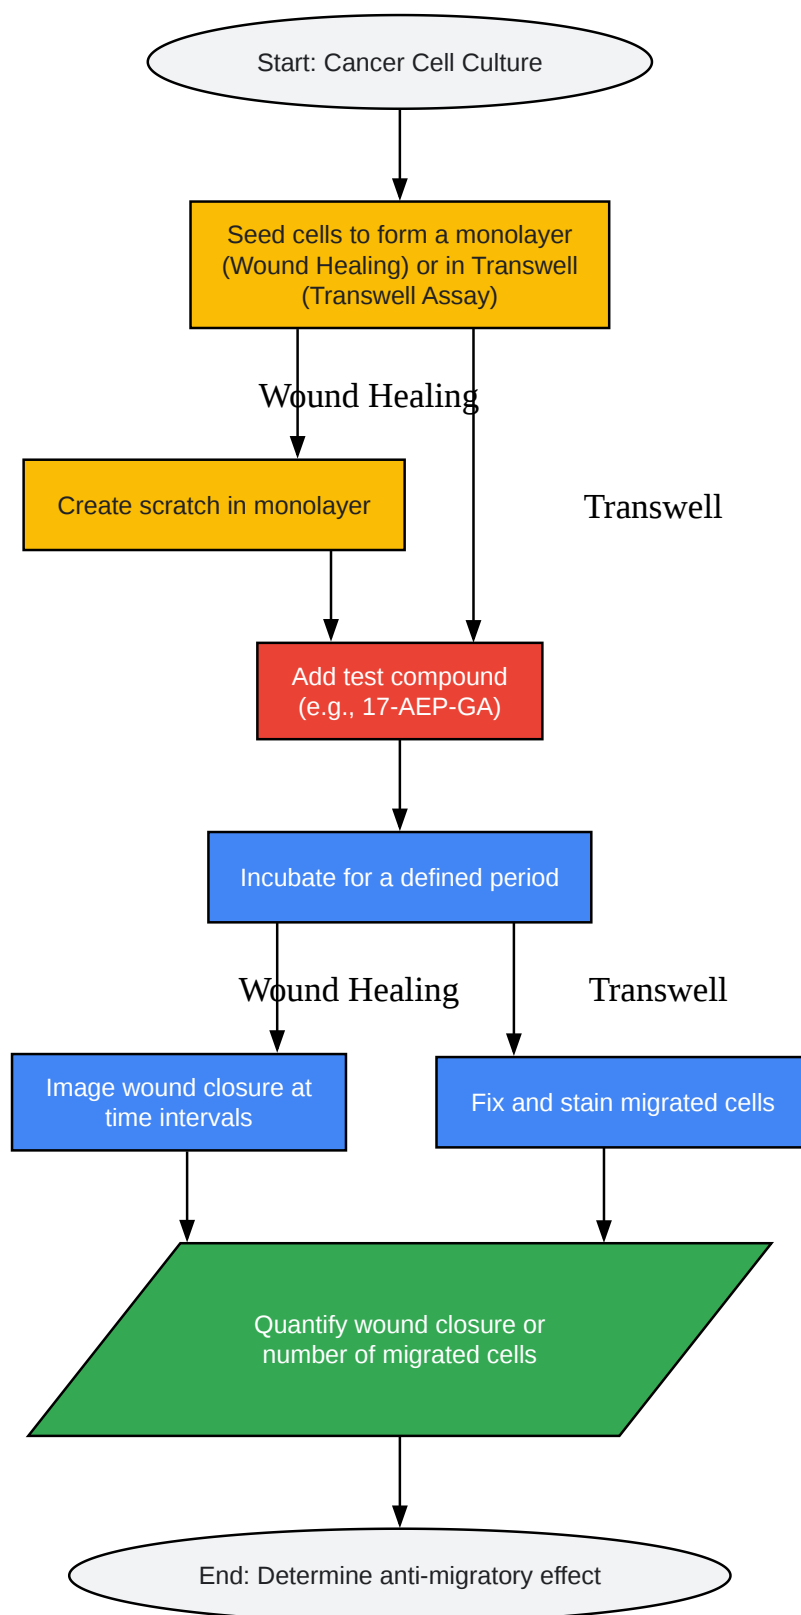 Start: Cancer Cell Culture
Seed cells to form a monolayer
(Wound Healing) or in Transwell
(Transwell Assay)
Wound Healing
Create scratch in monolayer
Transwell
Add test compound
(e.g., 17-AEP-GA)
Incubate for a defined period
Wound Healing
Transwell
Image wound closure at
time intervals
Fix and stain migrated cells
Quantify wound closure or
number of migrated cells
End: Determine anti-migratory effect